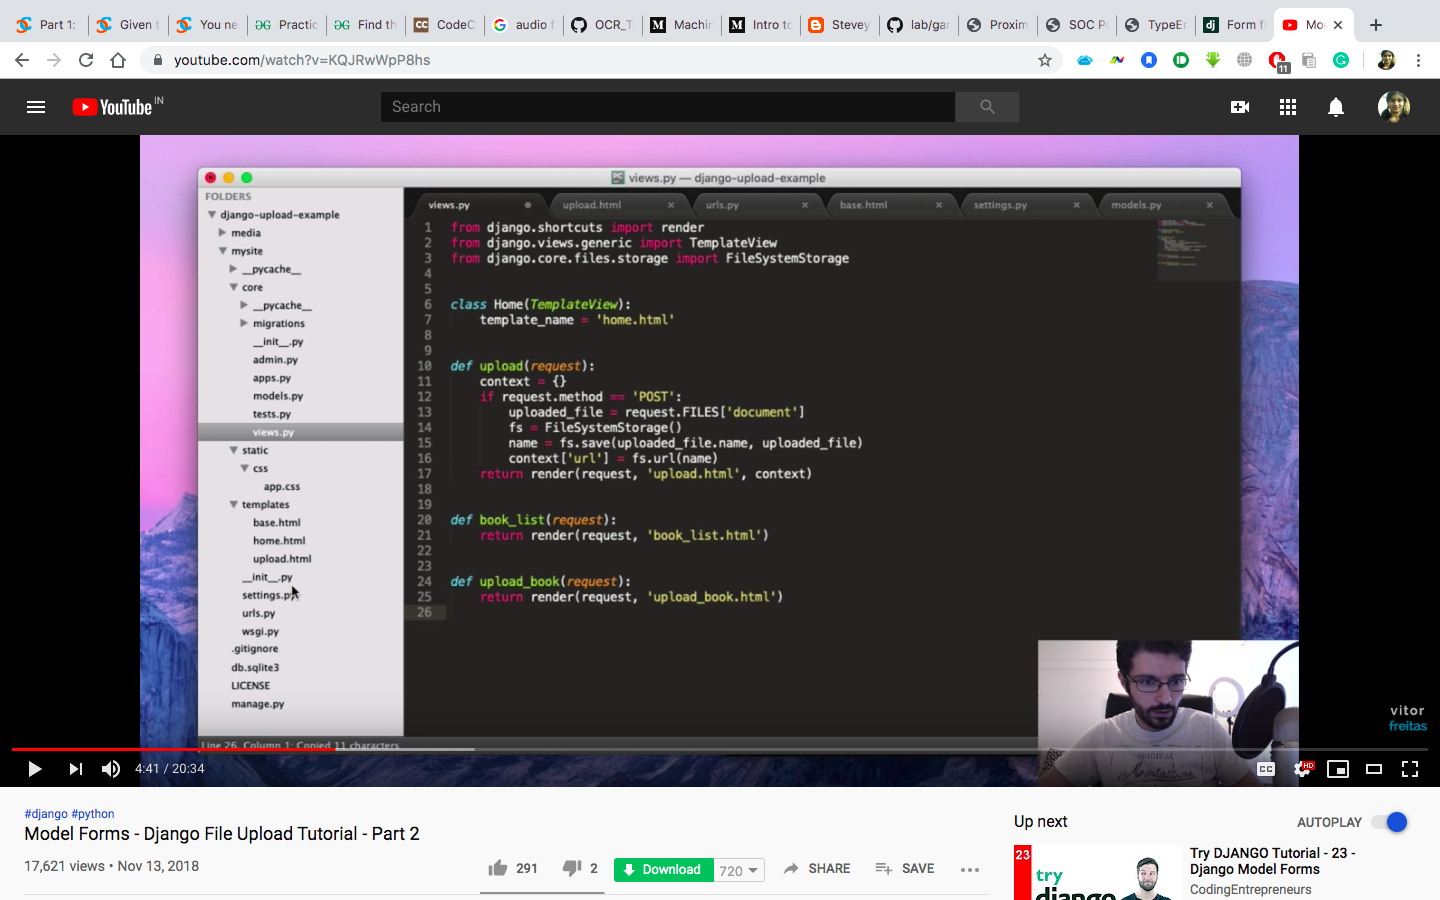 Part 1:
Given t
You ne
Practic
Find th
CodeC
audio f
OCR_T
Machin
Intro to
Stevey
lab/gar
Proxim
SOC P
TypeEr
Form fi
Mo
youtube.com/watch?v=KQJRwWpP8hs
11
YouTube IN
Search
views.py — django-upload-example
FOLDERS
django-upload-example
media
mysite
__pycache__
core
__pycache__
migrations
__init__.py
admin.py
apps.py
models.py
tests.py
views.py
static
css
app.css
templates
base.html
home.html
upload.html
__init__.py
settings.py
urls.py
wsgi.py
.gitignore
db.sqlite3
LICENSE
manage.py
views.py
upload.html
urls.py
base.html
settings.py
models.py
1 from django.shortcuts import render
2 from django.views.generic import TemplateView
3 from django.core.files.storage import FileSystemStorage
4
5
6 class Home(TemplateView):
7 template_name = 'home.html'
8
9
10 def upload(request):
11 context = {}
12 if request.method == 'POST':
13 uploaded_file = request.FILES['document']
14 fs = FileSystemStorage()
15 name = fs.save(uploaded_file.name, uploaded_file)
16 context['url'] = fs.url(name)
17 return render(request, 'upload.html', context)
18
19
20 def book_list(request):
21 return render(request, 'book_list.html')
22
23
24 def upload_book(request):
25 return render(request, 'upload_book.html')
26
Line 26, Column 1: Copied 11 characters
ORIGINAL
vitor
freitas
4:41 / 20:34
CC
HD
#django #python
Model Forms - Django File Upload Tutorial - Part 2
17,621 views • Nov 13, 2018
291
2
Download
720
SHARE
SAVE
Up next
AUTOPLAY
23
try
django
Try DJANGO Tutorial - 23 -
Django Model Forms
CodingEntrepreneurs